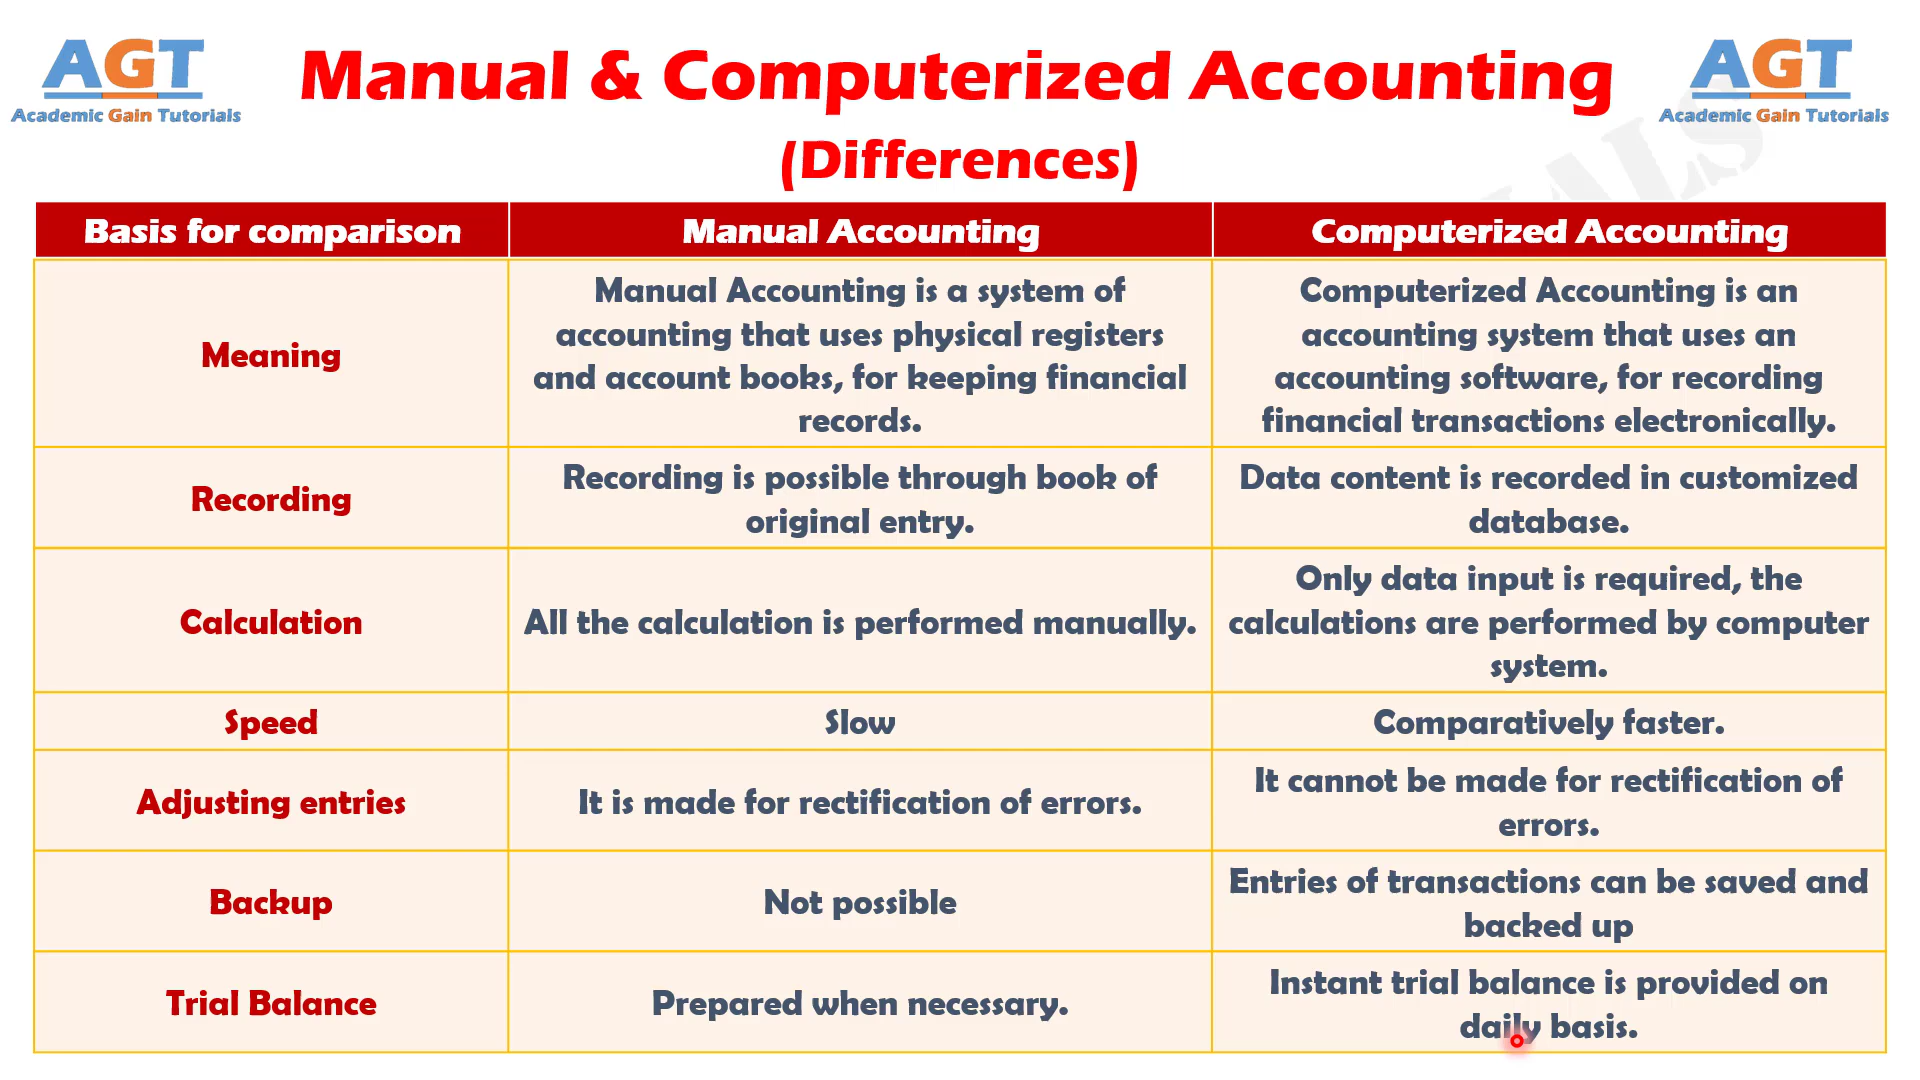 AGT
Academic Gain Tutorials
Manual & Computerized Accounting
(Differences)
AGT
Academic Gain Tutorials
Basis for comparison
Manual Accounting
Computerized Accounting
Meaning
Manual Accounting is a system of
accounting that uses physical registers
and account books, for keeping financial
records.
Computerized Accounting is an
accounting system that uses an
accounting software, for recording
financial transactions electronically.
Recording
Recording is possible through book of
original entry.
Data content is recorded in customized
database.
Calculation
All the calculation is performed manually.
Only data input is required, the
calculations are performed by computer
system.
Speed
Slow
Comparatively faster.
Adjusting entries
It is made for rectification of errors.
It cannot be made for rectification of
errors.
Backup
Not possible
Entries of transactions can be saved and
backed up
Trial Balance
Prepared when necessary.
Instant trial balance is provided on
daily basis.